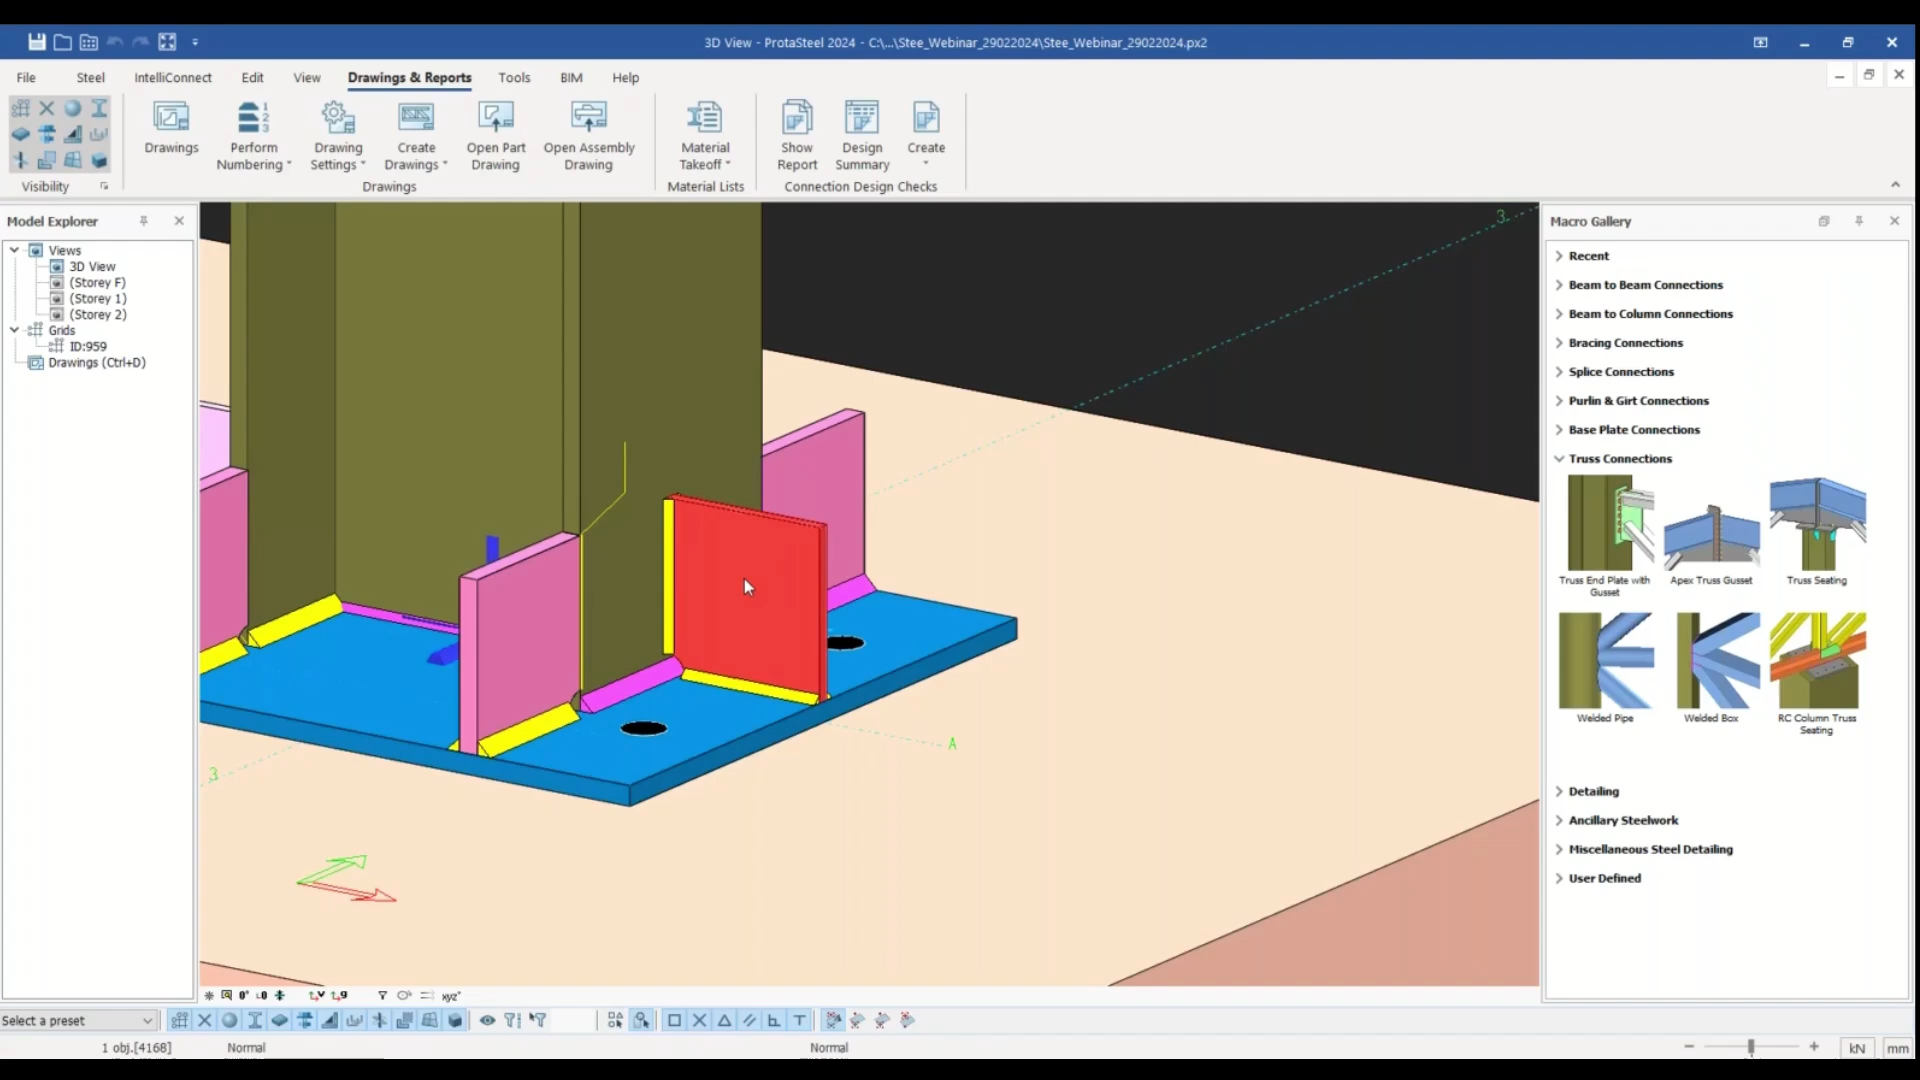 3D View - ProtaSteel 2024 - C:\...\Stee_Webinar_29022024\Stee_Webinar_29022024.px2
File Steel IntelliConnect Edit View Drawings & Reports Tools BIM Help
Drawings
Perform Numbering
Drawing Settings
Create Drawings
Open Part Drawing
Open Assembly Drawing
Material Takeoff
Show Report
Design Summary
Create
Visibility Drawings Material Lists Connection Design Checks
Model Explorer
Views
3D View
(Storey F)
(Storey 1)
(Storey 2)
Grids
ID:959
Drawings (Ctrl+D)
3
A
3
Macro Gallery
Recent
Beam to Beam Connections
Beam to Column Connections
Bracing Connections
Splice Connections
Purlin & Girt Connections
Base Plate Connections
Truss Connections
Truss End Plate with Gusset
Apex Truss Gusset
Truss Seating
Welded Pipe
Welded Box
RC Column Truss Seating
Detailing
Ancillary Steelwork
Miscellaneous Steel Detailing
User Defined
xyz
Select a preset
1 obj.[4168] Normal Normal kN mm